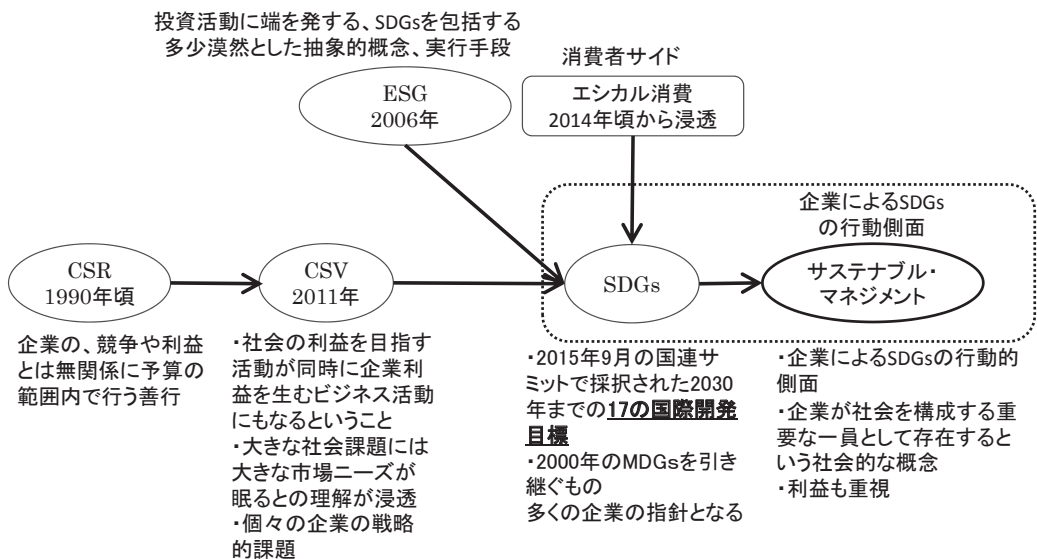 投資活動に端を発する、SDGsを包括する
多少漠然とした抽象的概念、実行手段
ESG
2006年
消費者サイド
エシカル消費
2014年頃から浸透
企業によるSDGs
の行動側面
CSR
1990年頃
CSV
2011年
SDGs
サステナブル・
マネジメント
企業の、競争や利益
とは無関係に予算の
範囲内で行う善行
・社会の利益を目指す
活動が同時に企業利
益を生むビジネス活動
にもなるということ
・大きな社会課題には
大きな市場ニーズが
眠るとの理解が浸透
・個々の企業の戦略
的課題
・2015年9月の国連サ
ミットで採択された2030
年までの17の国際開発
目標
・2000年のMDGsを引き
継ぐもの
多くの企業の指針となる
・企業によるSDGsの行動的
側面
・企業が社会を構成する重
要な一員として存在すると
いう社会的な概念
・利益も重視